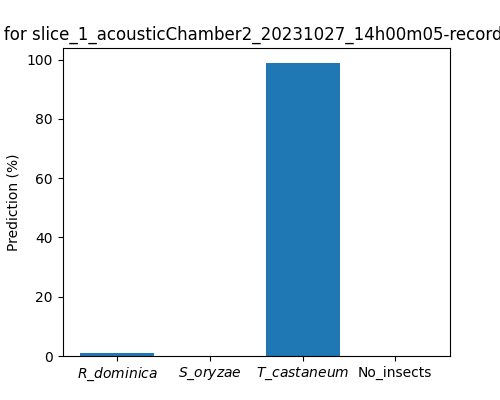 for slice_1_acousticChamber2_20231027_14h00m05-record
Prediction (%)
100
80
60
40
20
0
R_dominica S_oryzae T_castaneum No_insects